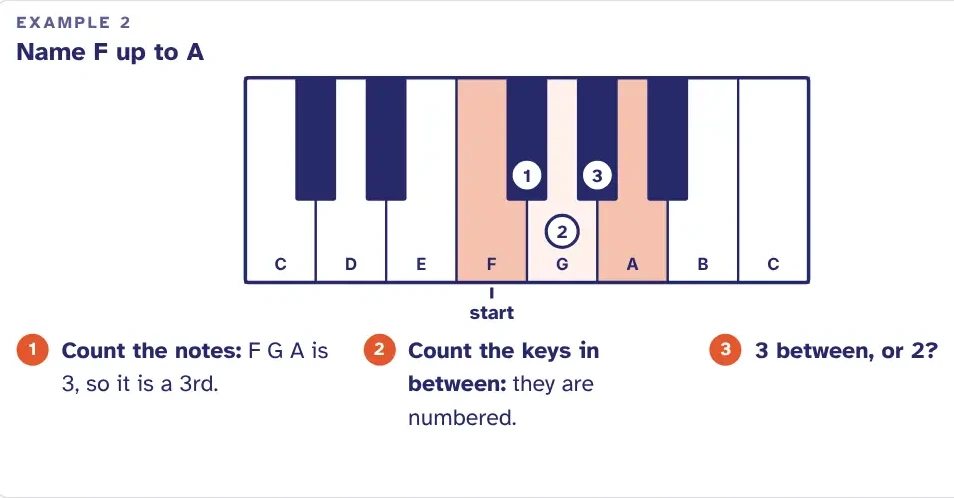 EXAMPLE 2
Name F up to A
1 3
2
C D E F G A B C
start
1 Count the notes: F G A is
3, so it is a 3rd.
2 Count the keys in
between: they are
numbered.
3 3 between, or 2?